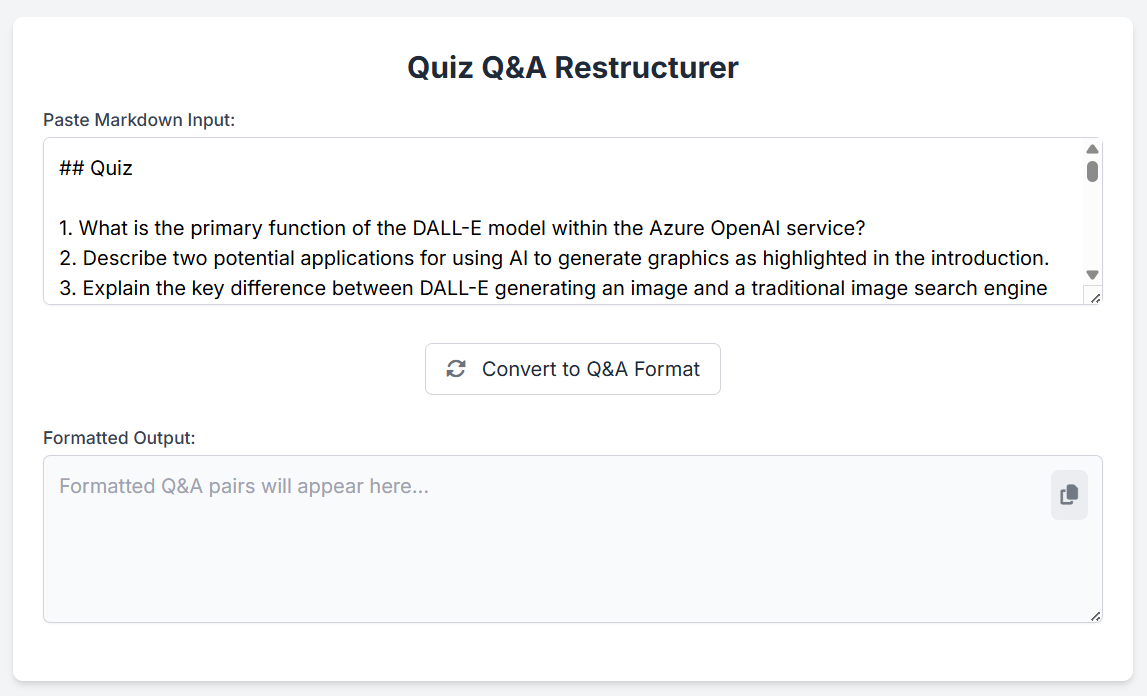 Quiz Q&A Restructurer
Paste Markdown Input:
## Quiz
1. What is the primary function of the DALL-E model within the Azure OpenAI service?
2. Describe two potential applications for using AI to generate graphics as highlighted in the introduction.
3. Explain the key difference between DALL-E generating an image and a traditional image search engine
Convert to Q&A Format
Formatted Output:
Formatted Q&A pairs will appear here...